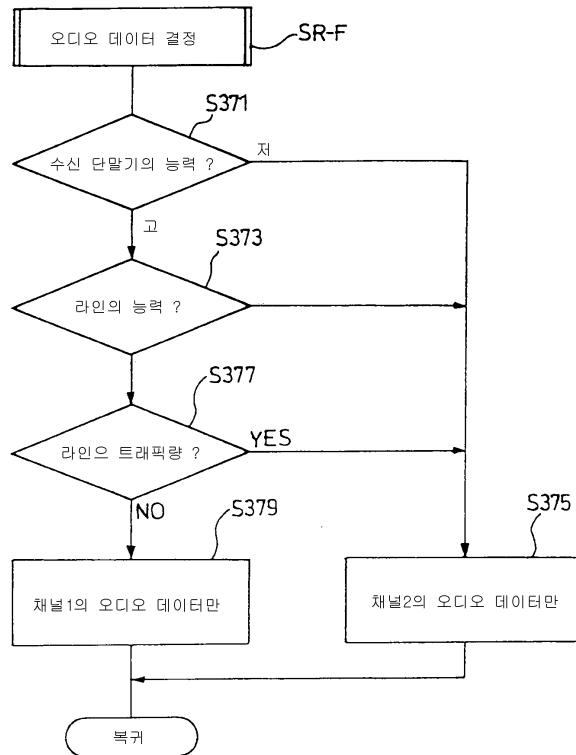 오디오 데이터 결정
SR-F
S371
수신 단말기의 능력 ?
저
고
S373
라인의 능력 ?
S377
라인으 트래픽량 ?
YES
NO
S379
S375
채널1의 오디오 데이터만
채널2의 오디오 데이터만
복귀